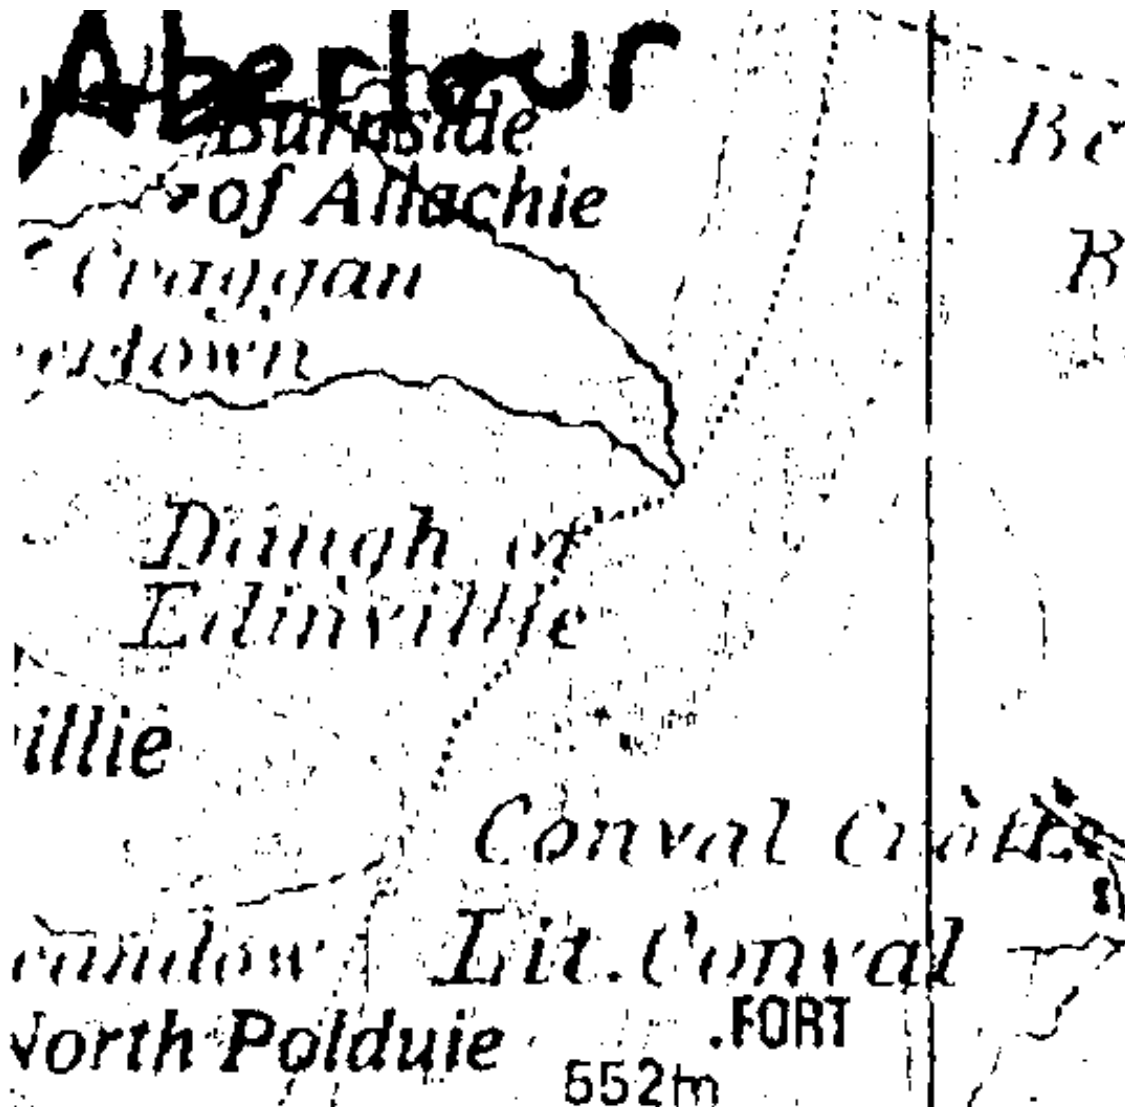 Aberlour
Burnside
of Allachie
Craggan
Daugh of
Edinvillie
illie
Conval
Lit. Conval
North Polduie
.FORT
552m